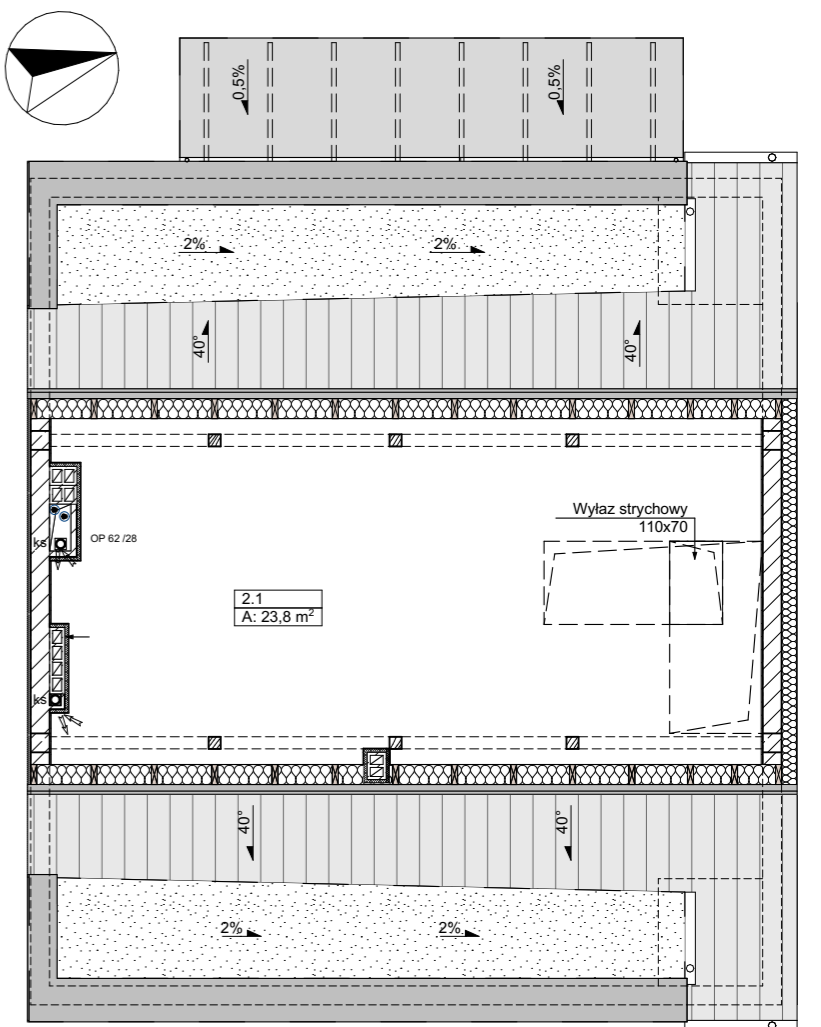 0,5%
0,5%
2%
2%
40°
40°
Wyłaz strychowy
110x70
OP 62 /28
ks
2.1
A: 23,8 m²
ks
40°
40°
2%
2%